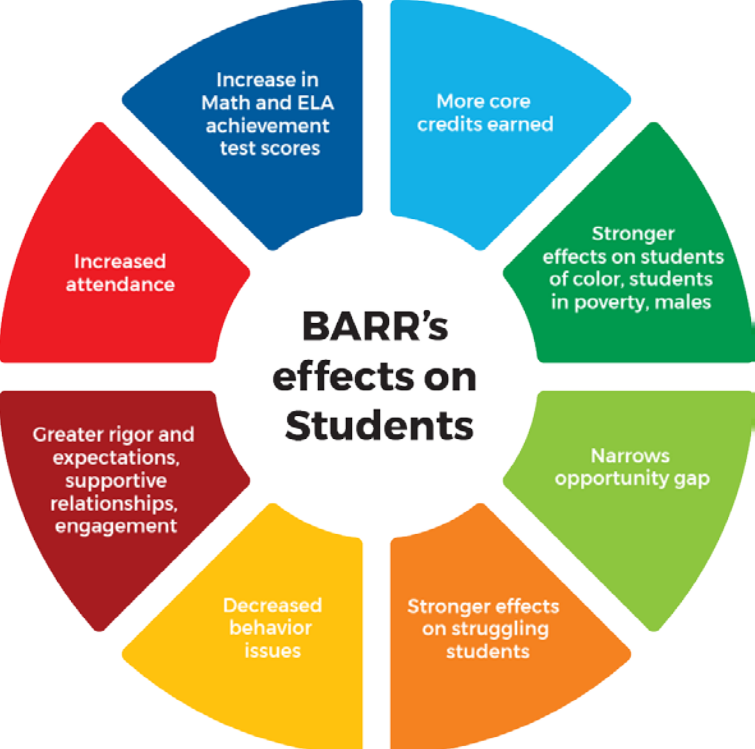 BARR's
effects on
Students
More core
credits earned
Stronger
effects on students
of color, students
in poverty, males
Narrows
opportunity gap
Stronger effects
on struggling
students
Decreased
behavior
issues
Greater rigor and
expectations,
supportive
relationships,
engagement
Increased
attendance
Increase in
Math and ELA
achievement
test scores